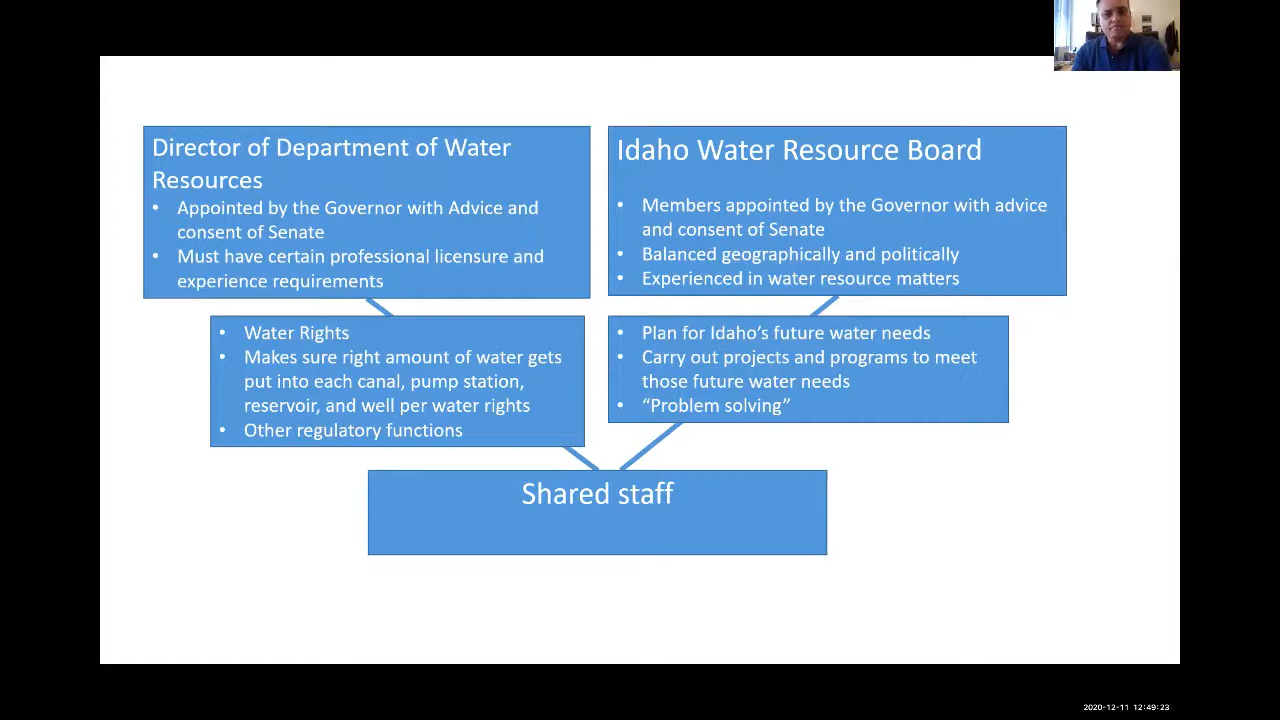 Director of Department of Water
Resources
• Appointed by the Governor with Advice and
consent of Senate
• Must have certain professional licensure and
experience requirements
Idaho Water Resource Board
• Members appointed by the Governor with advice
and consent of Senate
• Balanced geographically and politically
• Experienced in water resource matters
• Water Rights
• Makes sure right amount of water gets
put into each canal, pump station,
reservoir, and well per water rights
• Other regulatory functions
• Plan for Idaho’s future water needs
• Carry out projects and programs to meet
those future water needs
• “Problem solving”
Shared staff
2020-12-11 12:49:23